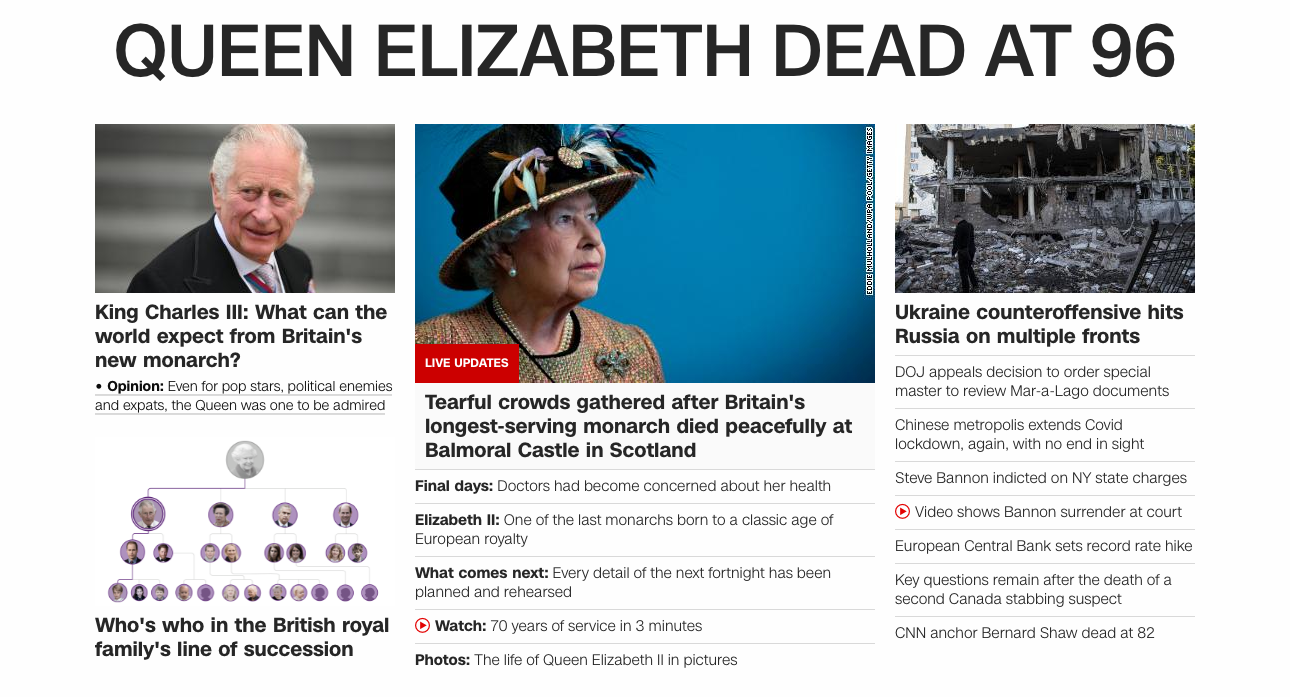 QUEEN ELIZABETH DEAD AT 96
King Charles III: What can the
world expect from Britain's
new monarch?
• Opinion: Even for pop stars, political enemies
and expats, the Queen was one to be admired
Who's who in the British royal
family's line of succession
EDDIE MULHOLLAND/WPA POOL/GETTY IMAGES
LIVE UPDATES
Tearful crowds gathered after Britain's
longest-serving monarch died peacefully at
Balmoral Castle in Scotland
Final days: Doctors had become concerned about her health
Elizabeth II: One of the last monarchs born to a classic age of
European royalty
What comes next: Every detail of the next fortnight has been
planned and rehearsed
Watch: 70 years of service in 3 minutes
Photos: The life of Queen Elizabeth II in pictures
Ukraine counteroffensive hits
Russia on multiple fronts
DOJ appeals decision to order special
master to review Mar-a-Lago documents
Chinese metropolis extends Covid
lockdown, again, with no end in sight
Steve Bannon indicted on NY state charges
Video shows Bannon surrender at court
European Central Bank sets record rate hike
Key questions remain after the death of a
second Canada stabbing suspect
CNN anchor Bernard Shaw dead at 82